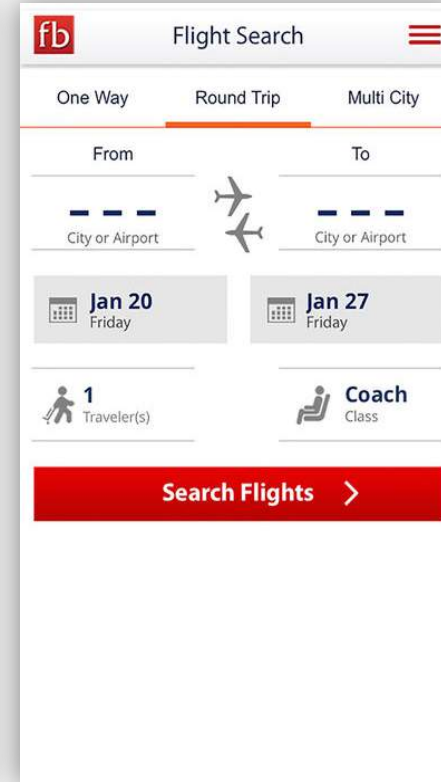 fb
Flight Search
One Way Round Trip Multi City
From To
City or Airport City or Airport
Jan 20 Jan 27
Friday Friday
1 Coach
Traveler(s) Class
Search Flights